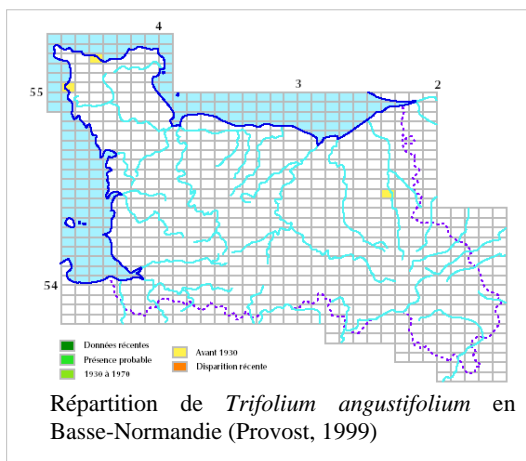 4
3
2
55
54
Données récentes
Présence probable
1930 à 1970
Avant 1930
Disparition récente
Répartition de Trifolium angustifolium en
Basse-Normandie (Provost, 1999)